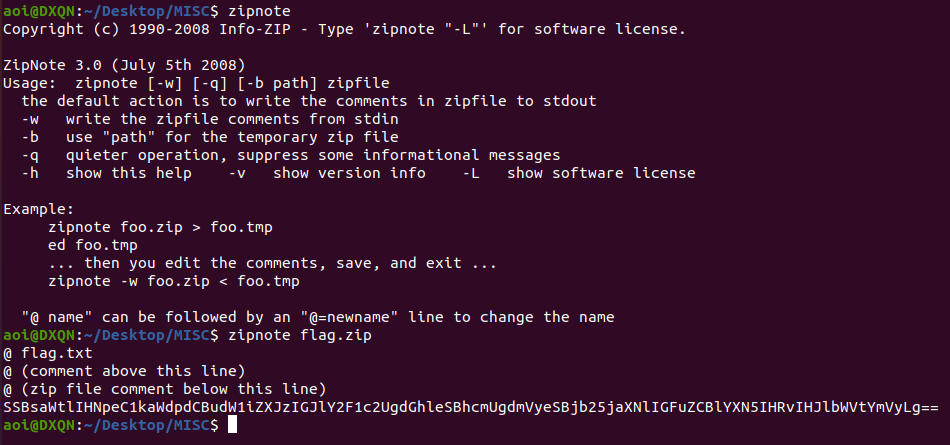 aoi@DXQN:~/Desktop/MISC$ zipnote
Copyright (c) 1990-2008 Info-ZIP - Type 'zipnote "-L"' for software license.
ZipNote 3.0 (July 5th 2008)
Usage:  zipnote [-w] [-q] [-b path] zipfile
  the default action is to write the comments in zipfile to stdout
  -w   write the zipfile comments from stdin
  -b   use "path" for the temporary zip file
  -q   quieter operation, suppress some informational messages
  -h   show this help    -v   show version info    -L   show software license
Example:
     zipnote foo.zip > foo.tmp
     ed foo.tmp
     ... then you edit the comments, save, and exit ...
     zipnote -w foo.zip < foo.tmp
  "@ name" can be followed by an "@=newname" line to change the name
aoi@DXQN:~/Desktop/MISC$ zipnote flag.zip
@ flag.txt
@ (comment above this line)
@ (zip file comment below this line)
SSBsaWtlIHNpeC1kaWdpdCBudW1iZXJzIGJlY2F1c2UgdGhleSBhcmUgdmVyeSBjb25jaXNlIGFuZCBlYXN5IHRvIHJlbWVtYmVyLg==
aoi@DXQN:~/Desktop/MISC$